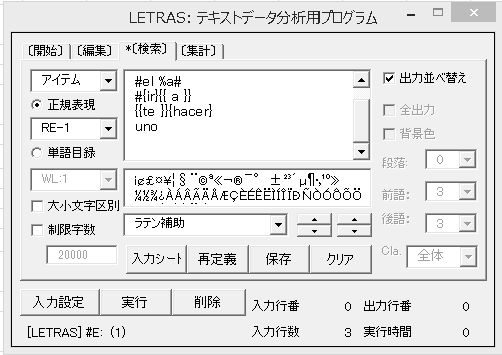 LETRAS: テキストデータ分析用プログラム
〔開始〕 〔編集〕 *〔検索〕 〔集計〕
アイテム
正規表現
RE-1
単語目録
WL:1
大小文字区別
制限字数
20000
#el %a#
#{ir}{{ a }}
{{te }}{hacer}
uno
¡¢£¤¥¦§¨©ª«¬®¯° ±²³´µ¶·¸¹º»
¼½¾¿ÀÁÂÃÄÅÆÇÈÉÊËÌÍÎÏÐÑÒÓÔÕÖ
ラテン補助
入力シート 再定義 保存 クリア
出力並べ替え
全出力
背景色
段落: 0
前語: 3
後語: 3
Cla. 全体
入力設定 実行 削除
入力行番 0 出力行番 0
[LETRAS] #E: (1) 入力行数 3 実行時間 0